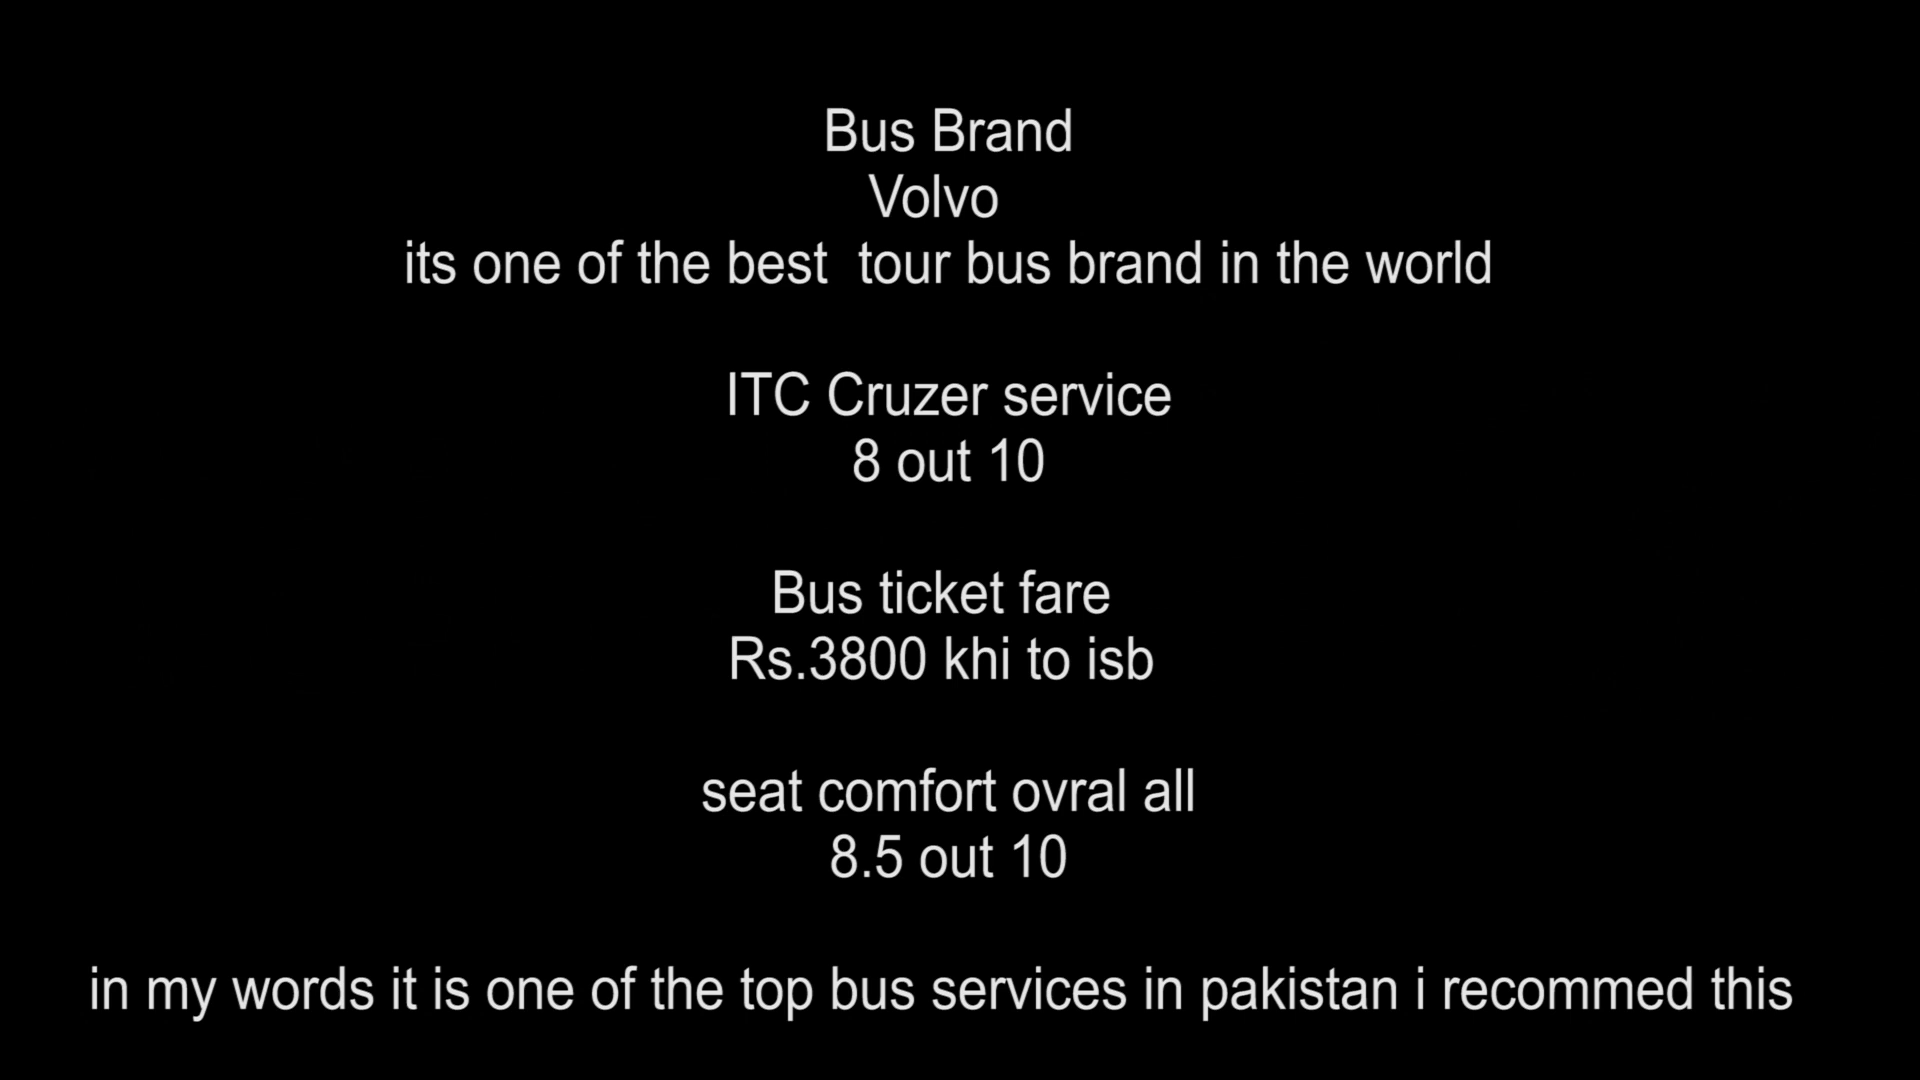 Bus Brand
Volvo
its one of the best  tour bus brand in the world
ITC Cruzer service
8 out 10
Bus ticket fare
Rs.3800 khi to isb
seat comfort ovral all
8.5 out 10
in my words it is one of the top bus services in pakistan i recommed this